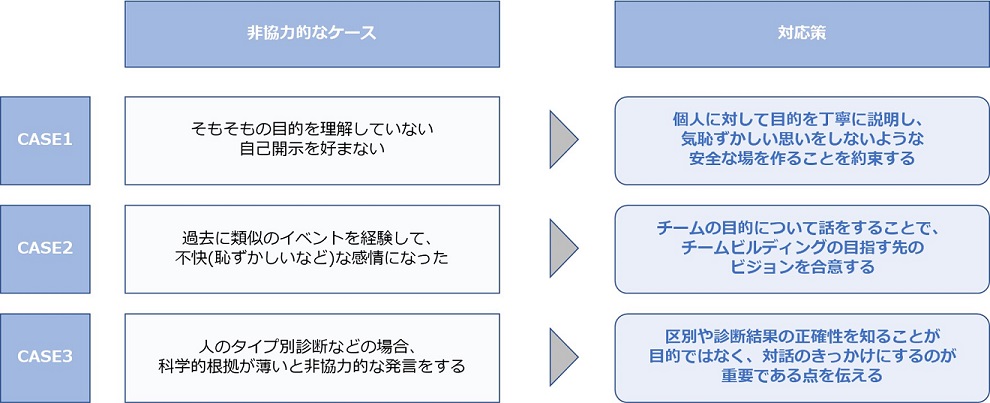 非協力的なケース
対応策
CASE1
そもそもの目的を理解していない
自己開示を好まない
個人に対して目的を丁寧に説明し、
気恥ずかしい思いをしないような
安全な場を作ることを約束する
CASE2
過去に類似のイベントを経験して、
不快(恥ずかしいなど)な感情になった
チームの目的について話をすることで、
チームビルディングの目指す先の
ビジョンを合意する
CASE3
人のタイプ別診断などの場合、
科学的根拠が薄いと非協力的な発言をする
区別や診断結果の正確性を知ることが
目的ではなく、対話のきっかけにするのが
重要である点を伝える